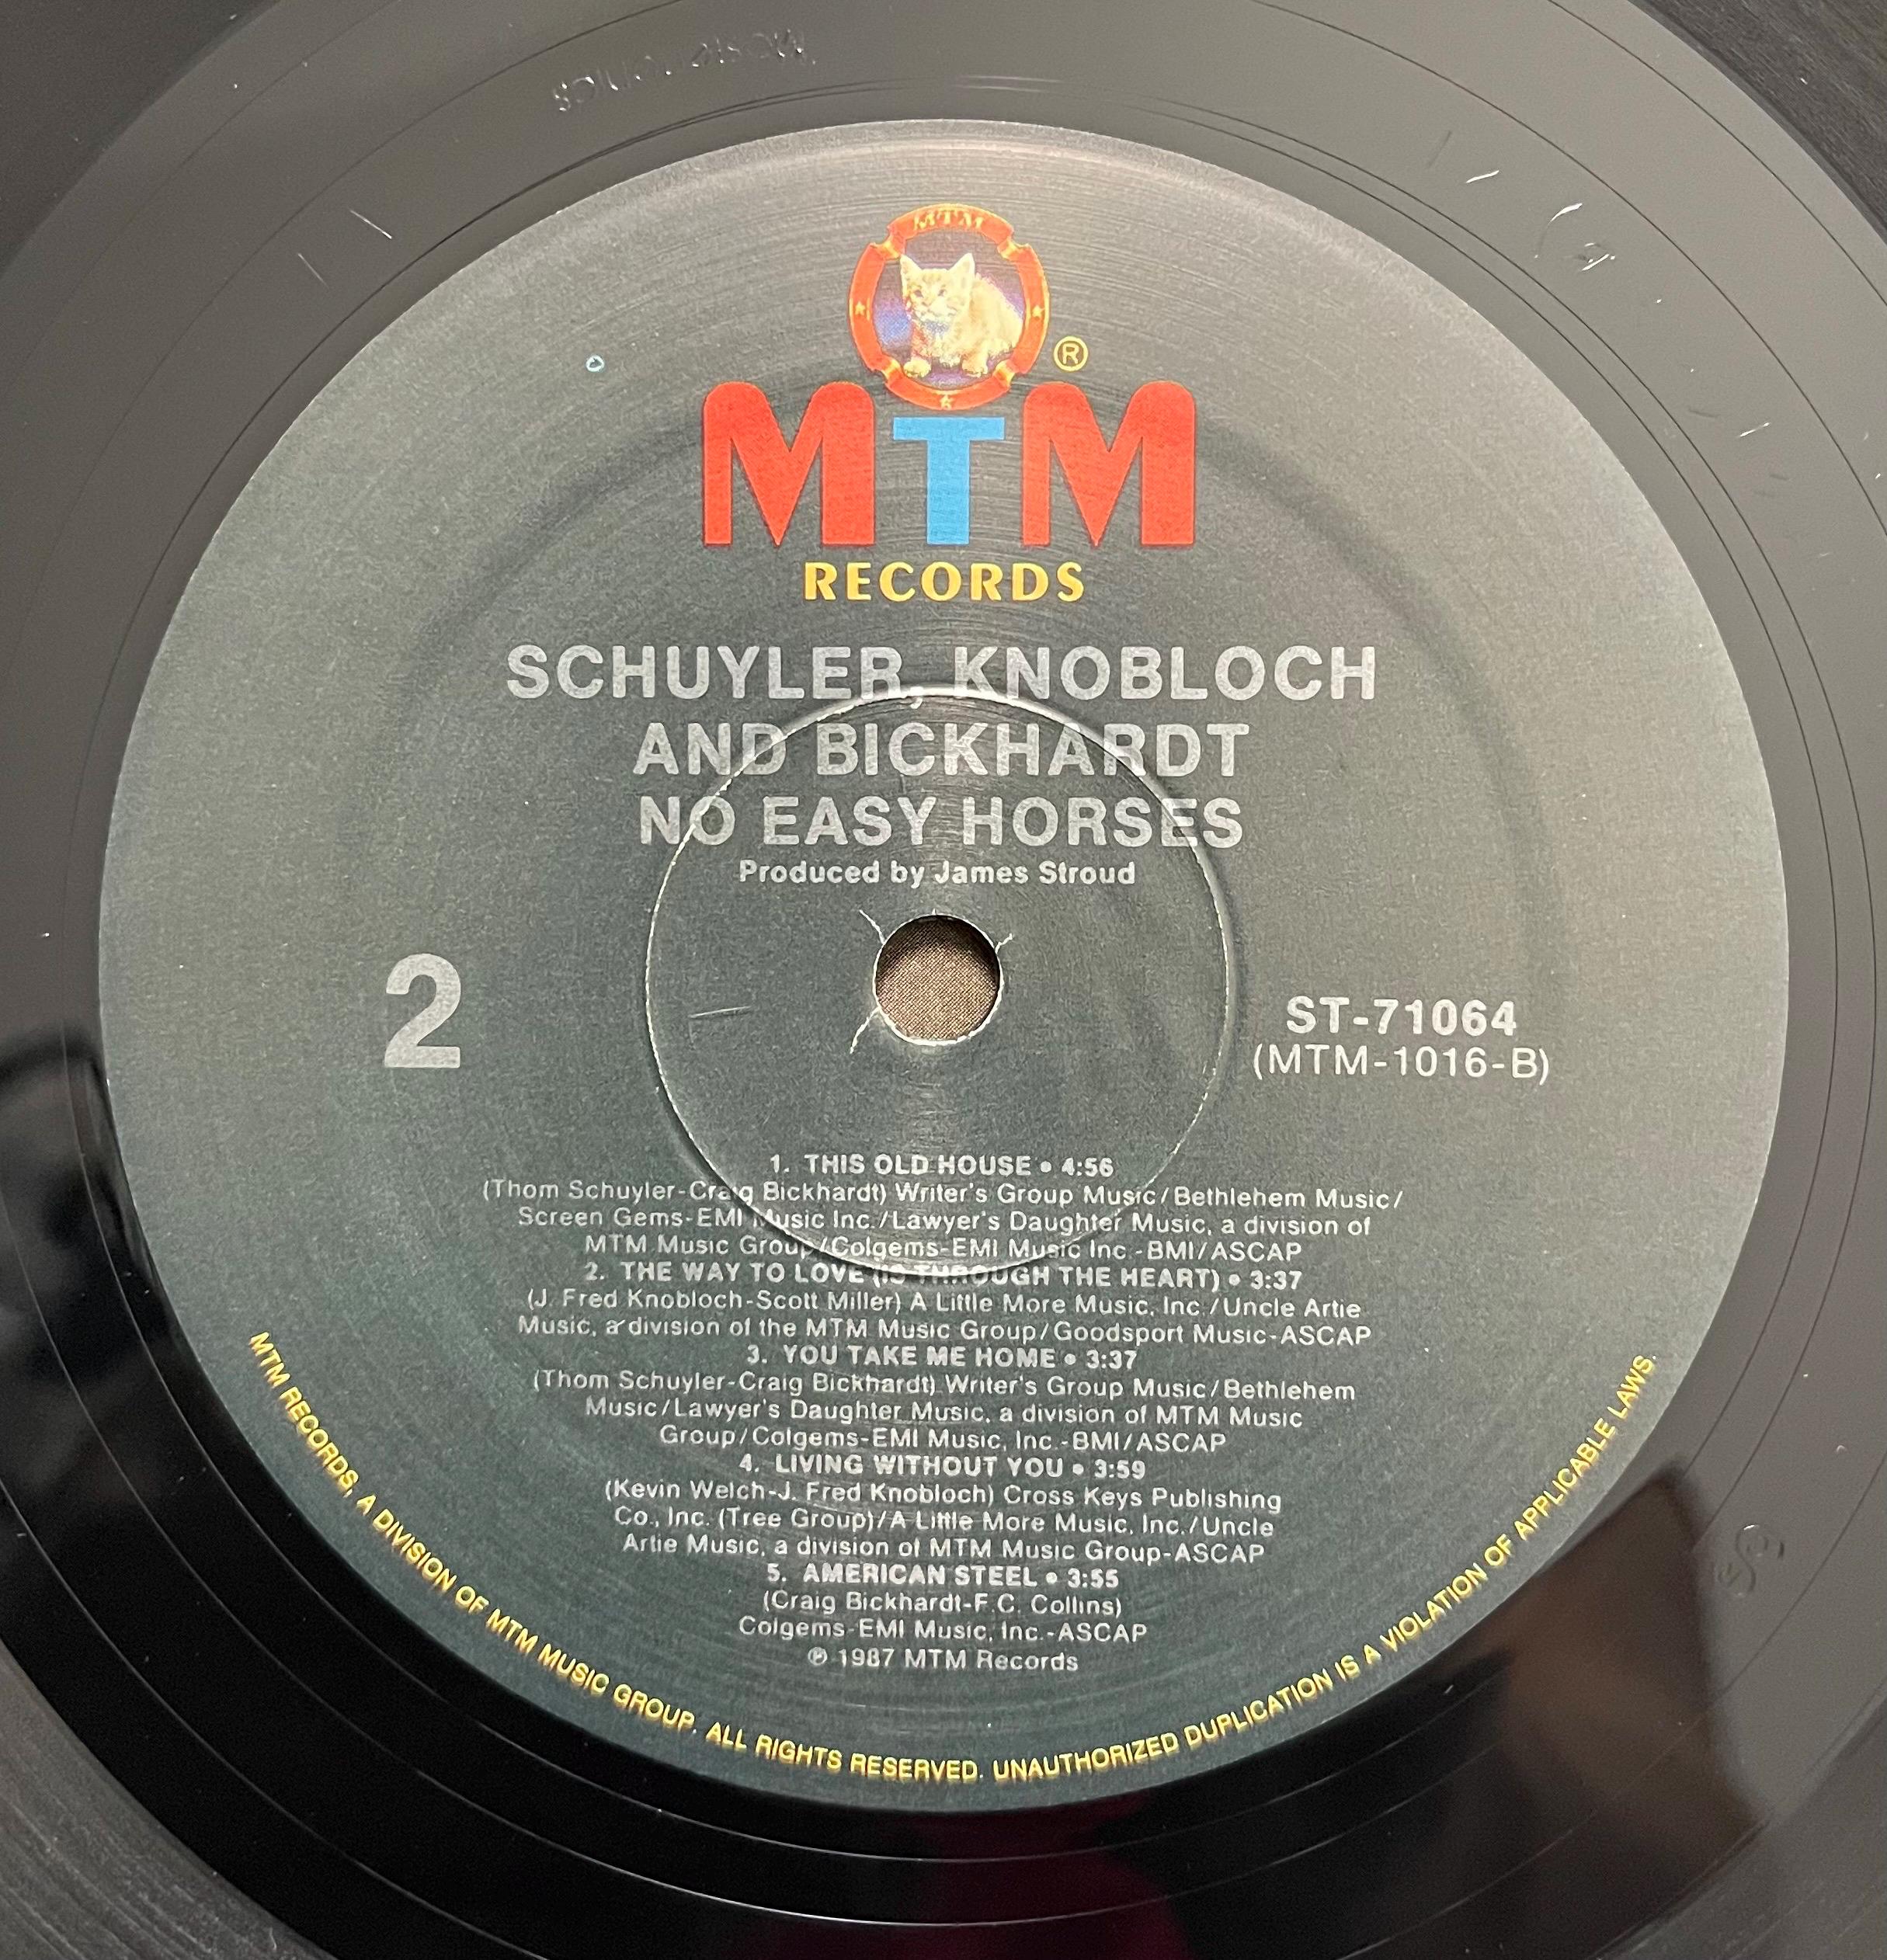 MTM
®
MTM
RECORDS
SCHUYLER, KNOBLOCH
AND BICKHARDT
NO EASY HORSES
Produced by James Stroud
2
ST-71064
(MTM-1016-B)
1. THIS OLD HOUSE • 4:56
(Thom Schuyler-Craig Bickhardt) Writer's Group Music/Bethlehem Music/
Screen Gems-EMI Music Inc./Lawyer's Daughter Music, a division of
MTM Music Group/Colgems-EMI Music Inc.-BMI/ASCAP
2. THE WAY TO LOVE (IS THROUGH THE HEART) • 3:37
(J. Fred Knobloch-Scott Miller) A Little More Music, Inc./Uncle Artie
Music, a division of the MTM Music Group/Goodsport Music-ASCAP
3. YOU TAKE ME HOME • 3:37
(Thom Schuyler-Craig Bickhardt) Writer's Group Music/Bethlehem
Music/Lawyer's Daughter Music, a division of MTM Music
Group/Colgems-EMI Music, Inc.-BMI/ASCAP
4. LIVING WITHOUT YOU • 3:59
(Kevin Welch-J. Fred Knobloch) Cross Keys Publishing
Co., Inc. (Tree Group)/A Little More Music, Inc./Uncle
Artie Music, a division of MTM Music Group-ASCAP
5. AMERICAN STEEL • 3:55
(Craig Bickhardt-F.C. Collins)
Colgems-EMI Music, Inc.-ASCAP
℗ 1987 MTM Records
MTM RECORDS, A DIVISION OF MTM MUSIC GROUP. ALL RIGHTS RESERVED. UNAUTHORIZED DUPLICATION IS A VIOLATION OF APPLICABLE LAWS.